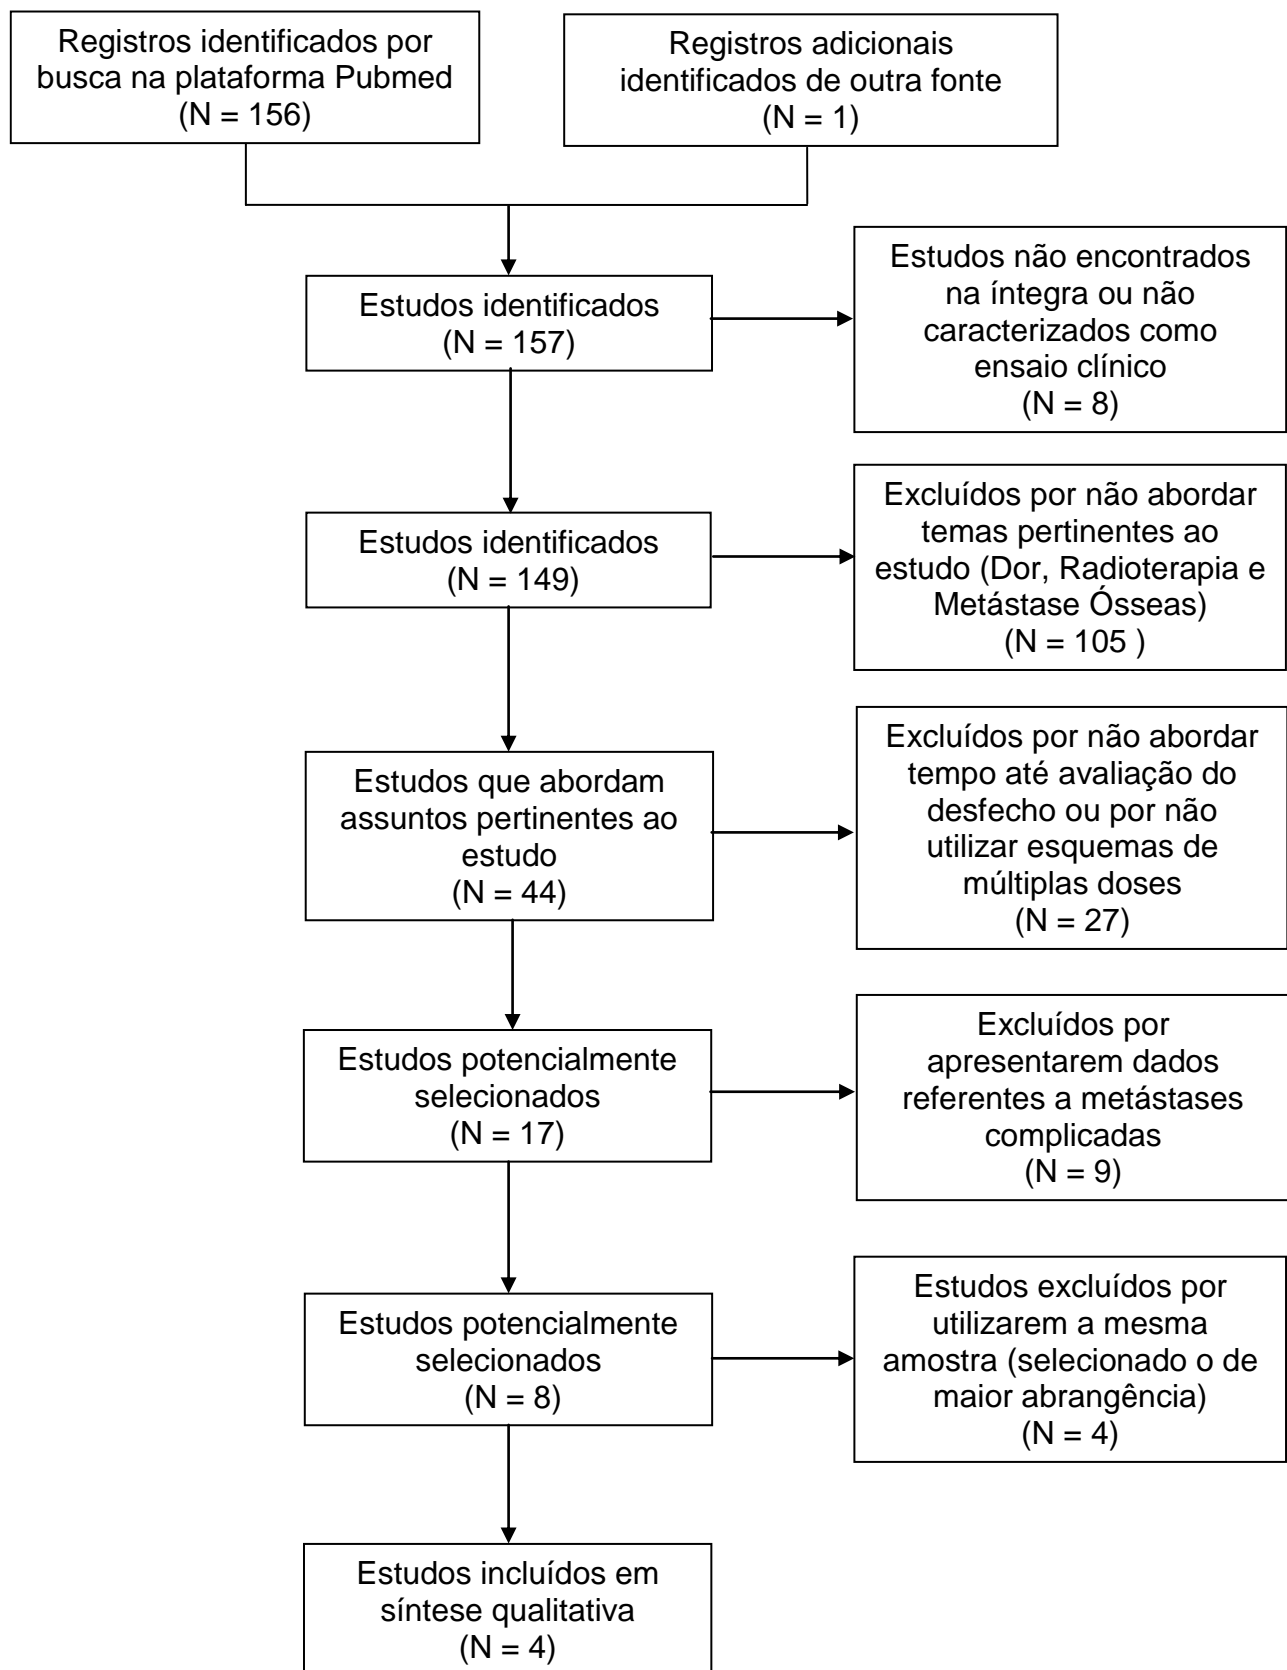 Registros identificados por
busca na plataforma Pubmed
(N = 156)
Registros adicionais
identificados de outra fonte
(N = 1)
Estudos identificados
(N = 157)
Estudos não encontrados
na íntegra ou não
caracterizados como
ensaio clínico
(N = 8)
Estudos identificados
(N = 149)
Excluídos por não abordar
temas pertinentes ao
estudo (Dor, Radioterapia e
Metástase Ósseas)
(N = 105 )
Estudos que abordam
assuntos pertinentes ao
estudo
(N = 44)
Excluídos por não abordar
tempo até avaliação do
desfecho ou por não
utilizar esquemas de
múltiplas doses
(N = 27)
Estudos potencialmente
selecionados
(N = 17)
Excluídos por
apresentarem dados
referentes a metástases
complicadas
(N = 9)
Estudos potencialmente
selecionados
(N = 8)
Estudos excluídos por
utilizarem a mesma
amostra (selecionado o de
maior abrangência)
(N = 4)
Estudos incluídos em
síntese qualitativa
(N = 4)